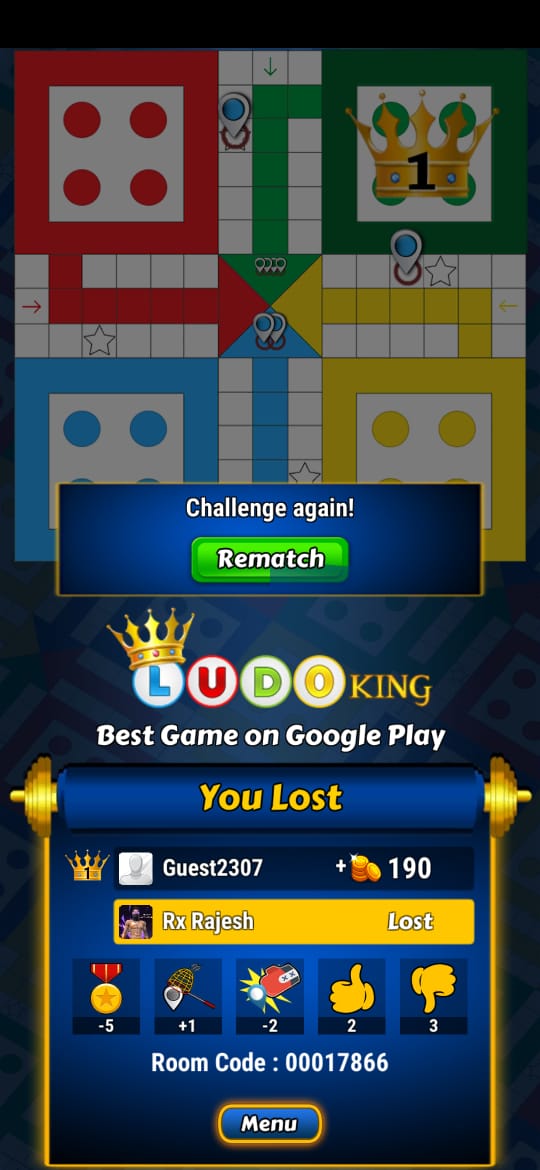 1
Challenge again!
Rematch
LUDO KING
Best Game on Google Play
You Lost
1 Guest2307 + 190
Rx Rajesh Lost
-5 +1 -2 2 3
Room Code : 00017866
Menu